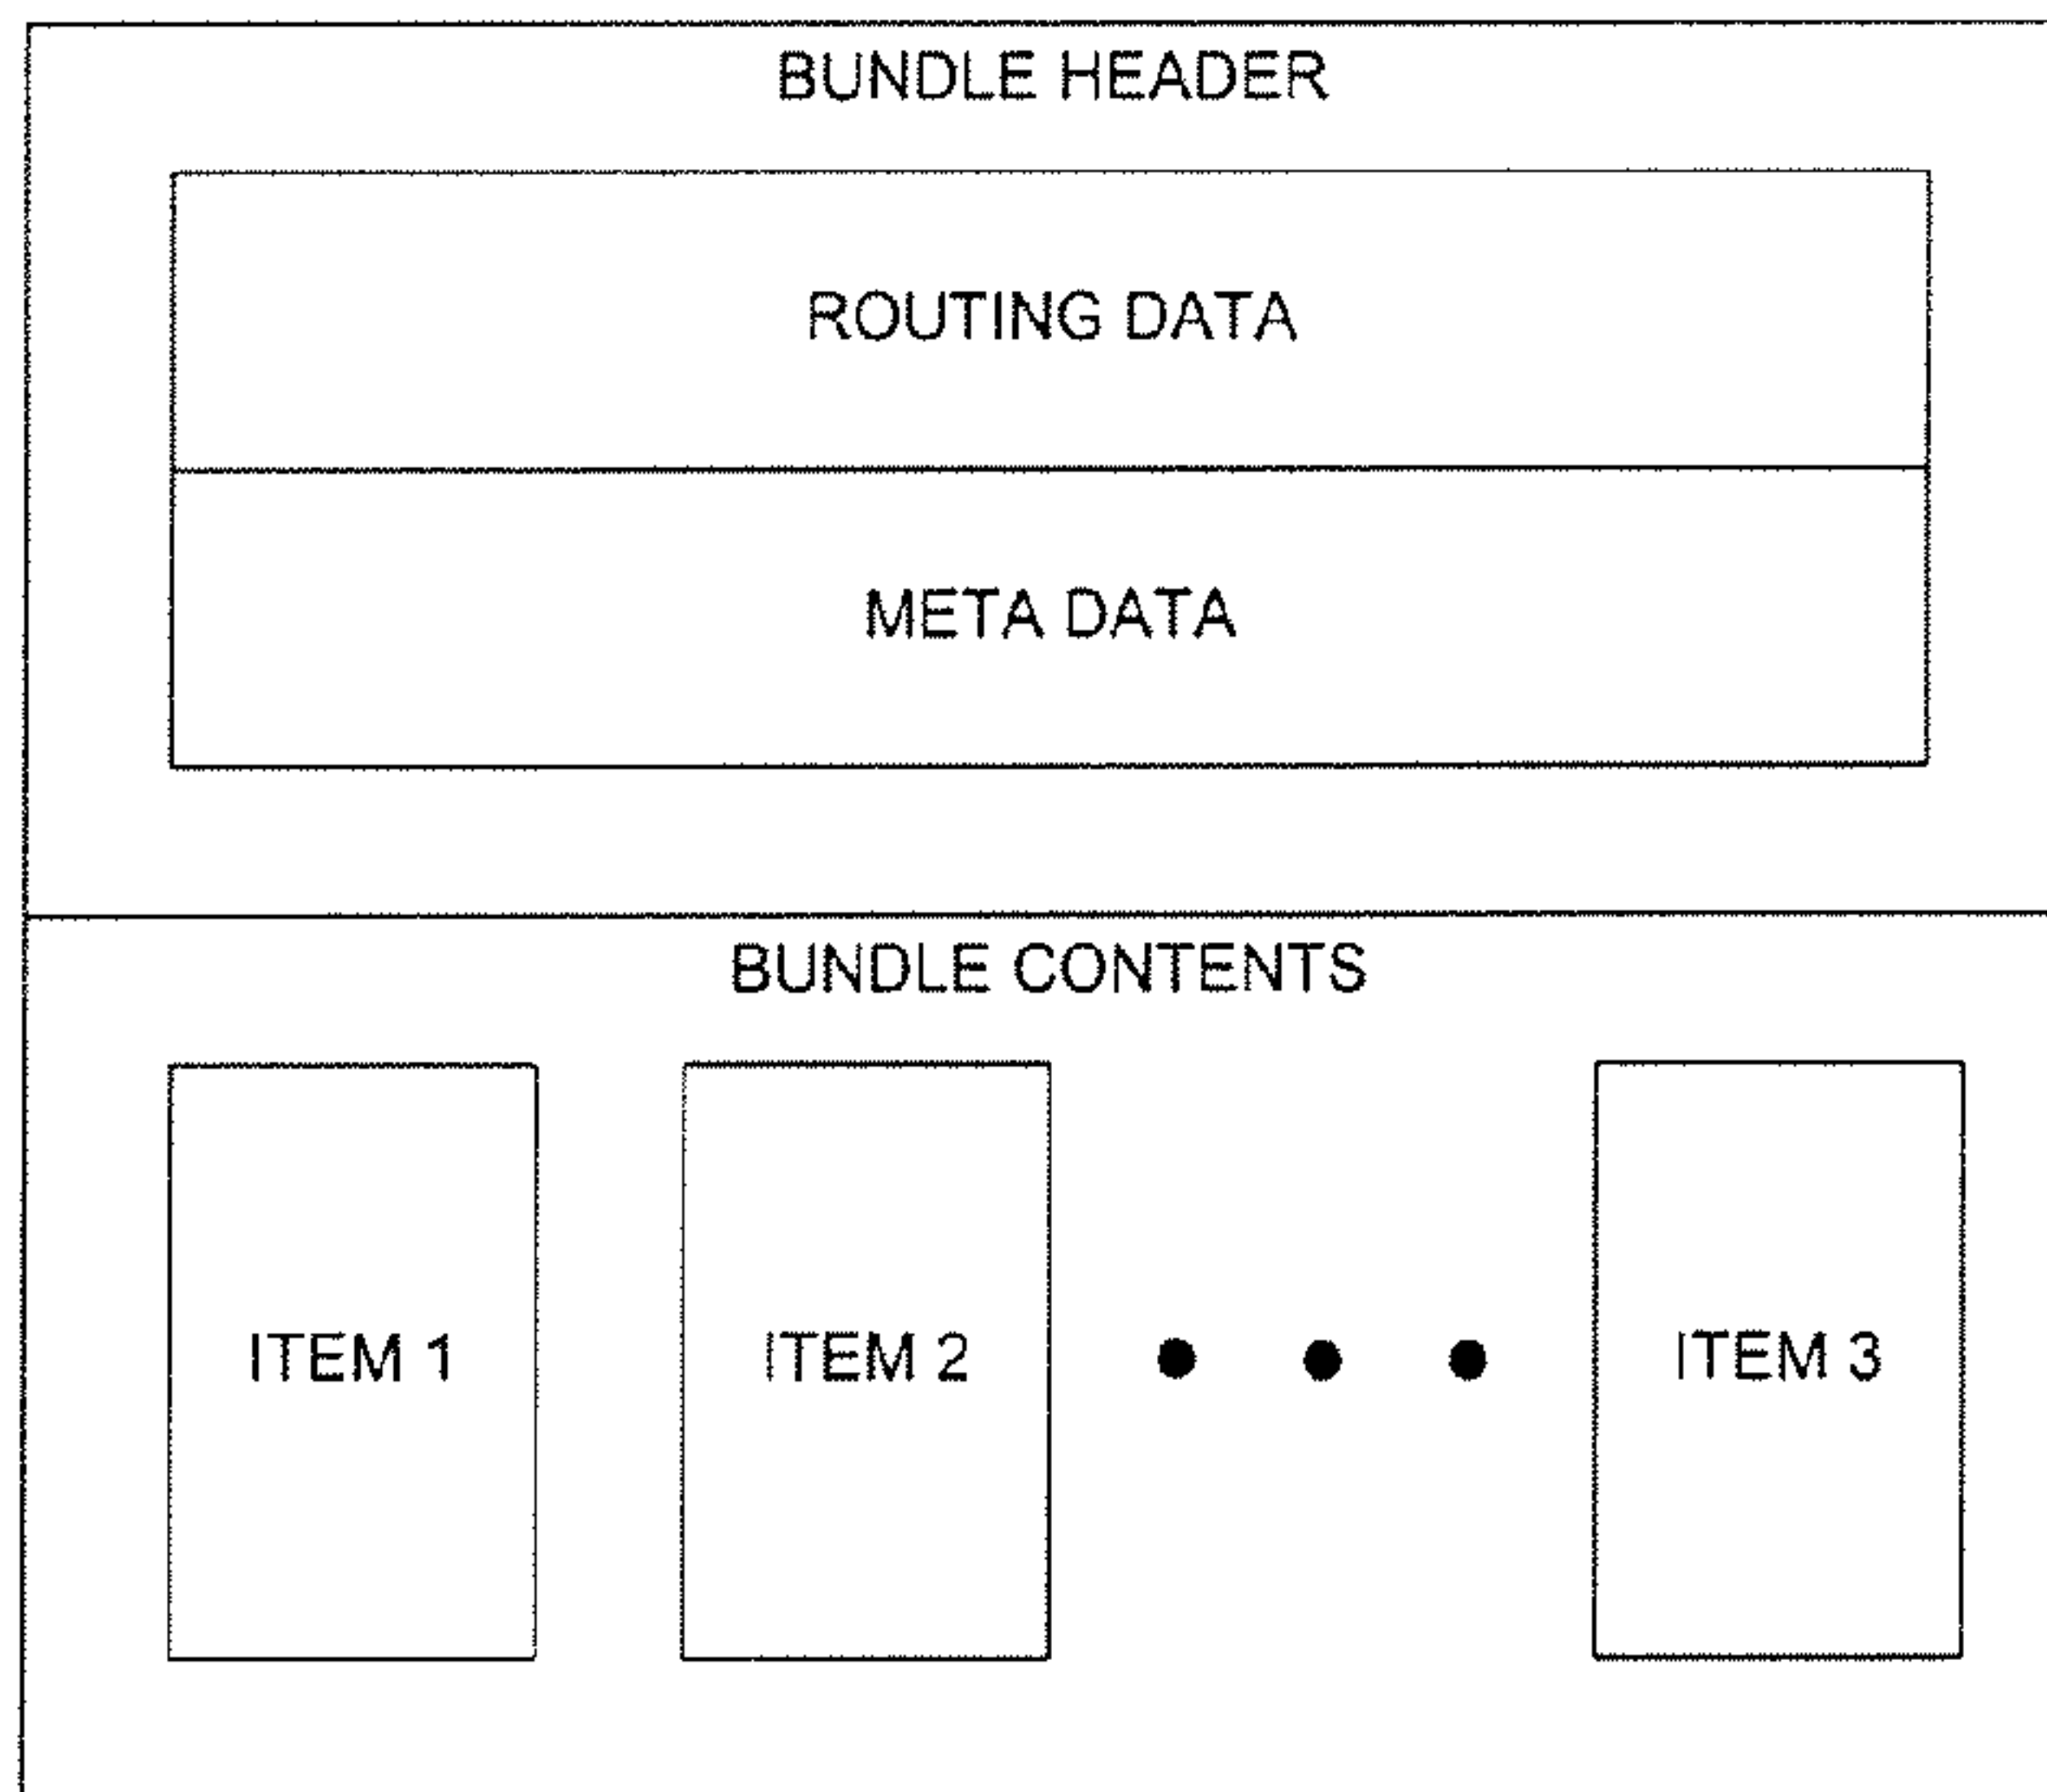 BUNDLE HEADER
ROUTING DATA
META DATA
BUNDLE CONTENTS
ITEM 1
ITEM 2
ITEM 3